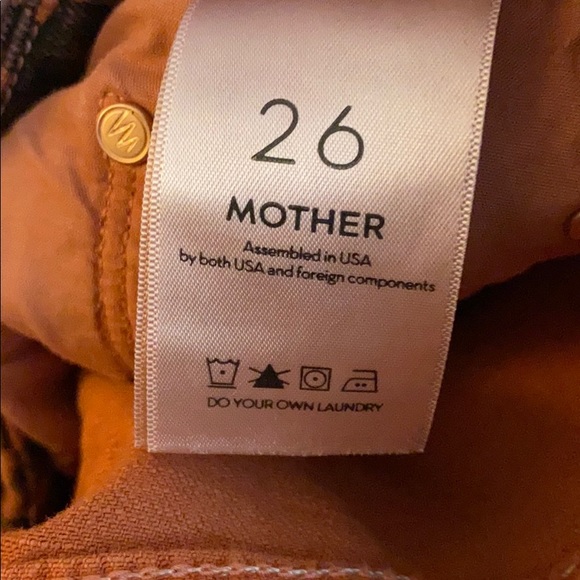 26
MOTHER
Assembled in USA
by both USA and foreign components
DO YOUR OWN LAUNDRY